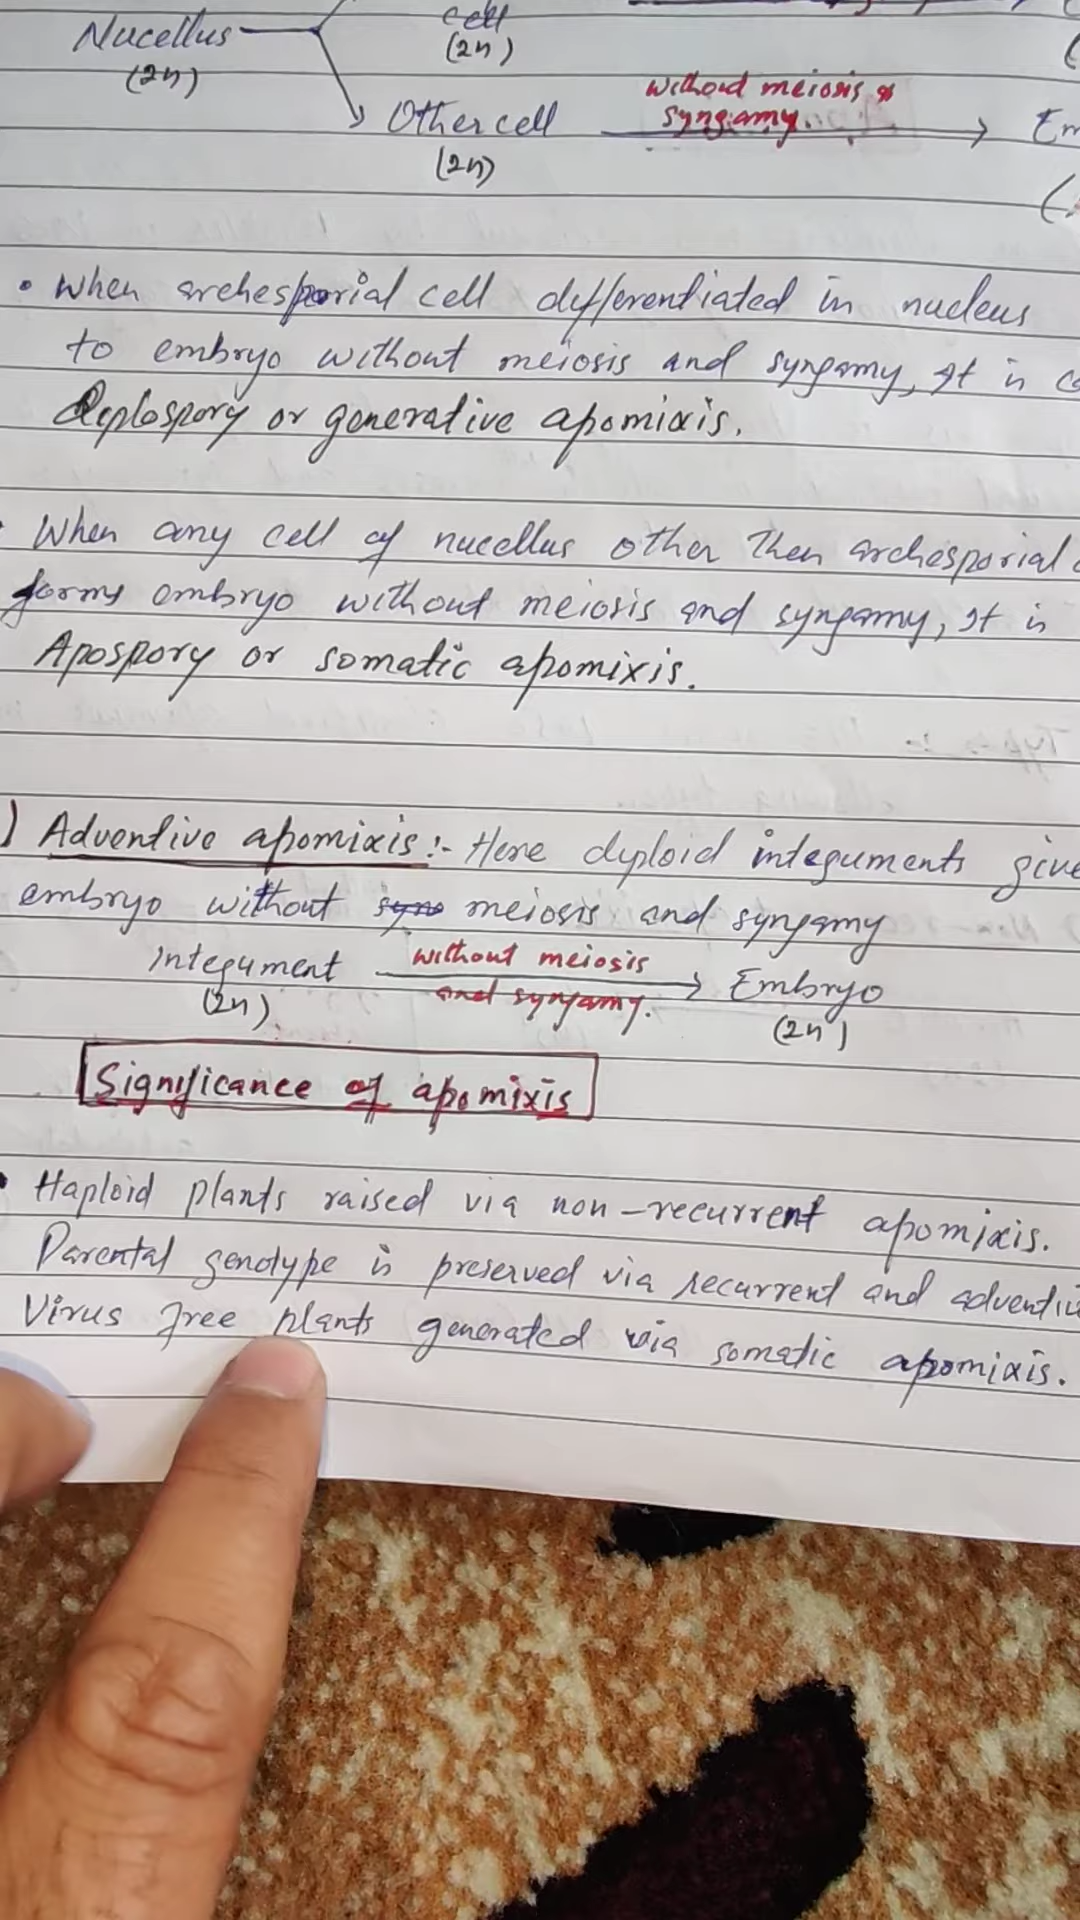 Nucellus
(2n)
cell
(2n)
Other cell
(2n)
without meiosis &
syngamy.
Em
• When archesporial cell differentiated in nucleus
to embryo without meiosis and syngamy, It is ca
Diplospory or generative apomixis.
When any cell of nucellus other then archesporial c
forms embryo without meiosis and syngamy, It is
Apospory or somatic apomixis.
) Adventive apomixis :- Here diploid integuments give
embryo without meiosis and syngamy
Integument without meiosis and syngamy. Embryo
(2n) (2n)
Significance of apomixis
• Haploid plants raised via non-recurrent apomixis.
Parental genotype is preserved via recurrent and adventiv
Virus free plants generated via somatic apomixis.